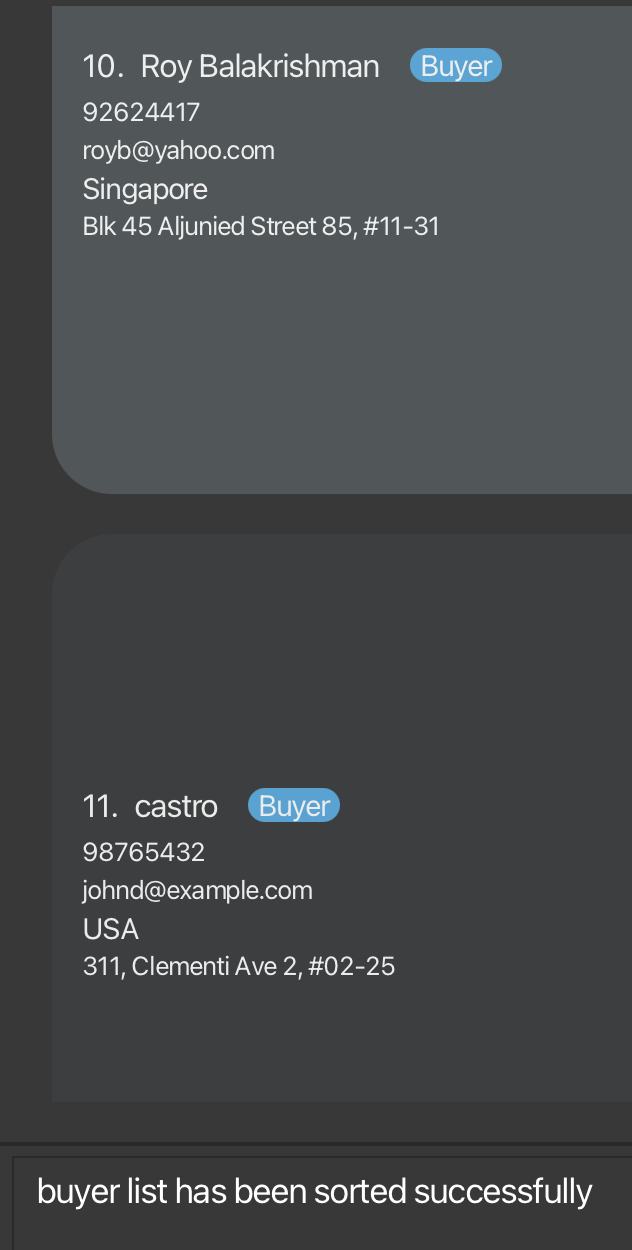 10. Roy Balakrishman Buyer
92624417
royb@yahoo.com
Singapore
Blk 45 Aljunied Street 85, #11-31
11. castro Buyer
98765432
johnd@example.com
USA
311, Clementi Ave 2, #02-25
buyer list has been sorted successfully